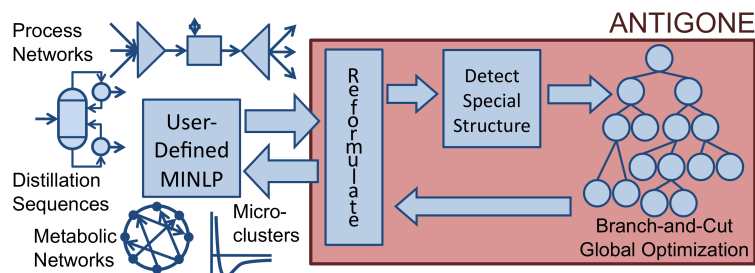 ANTIGONE
Process
Networks
User-
Defined
MINLP
Distillation
Sequences
Metabolic
Networks
Micro-
clusters
Reformulate
Detect
Special
Structure
Branch-and-Cut
Global Optimization